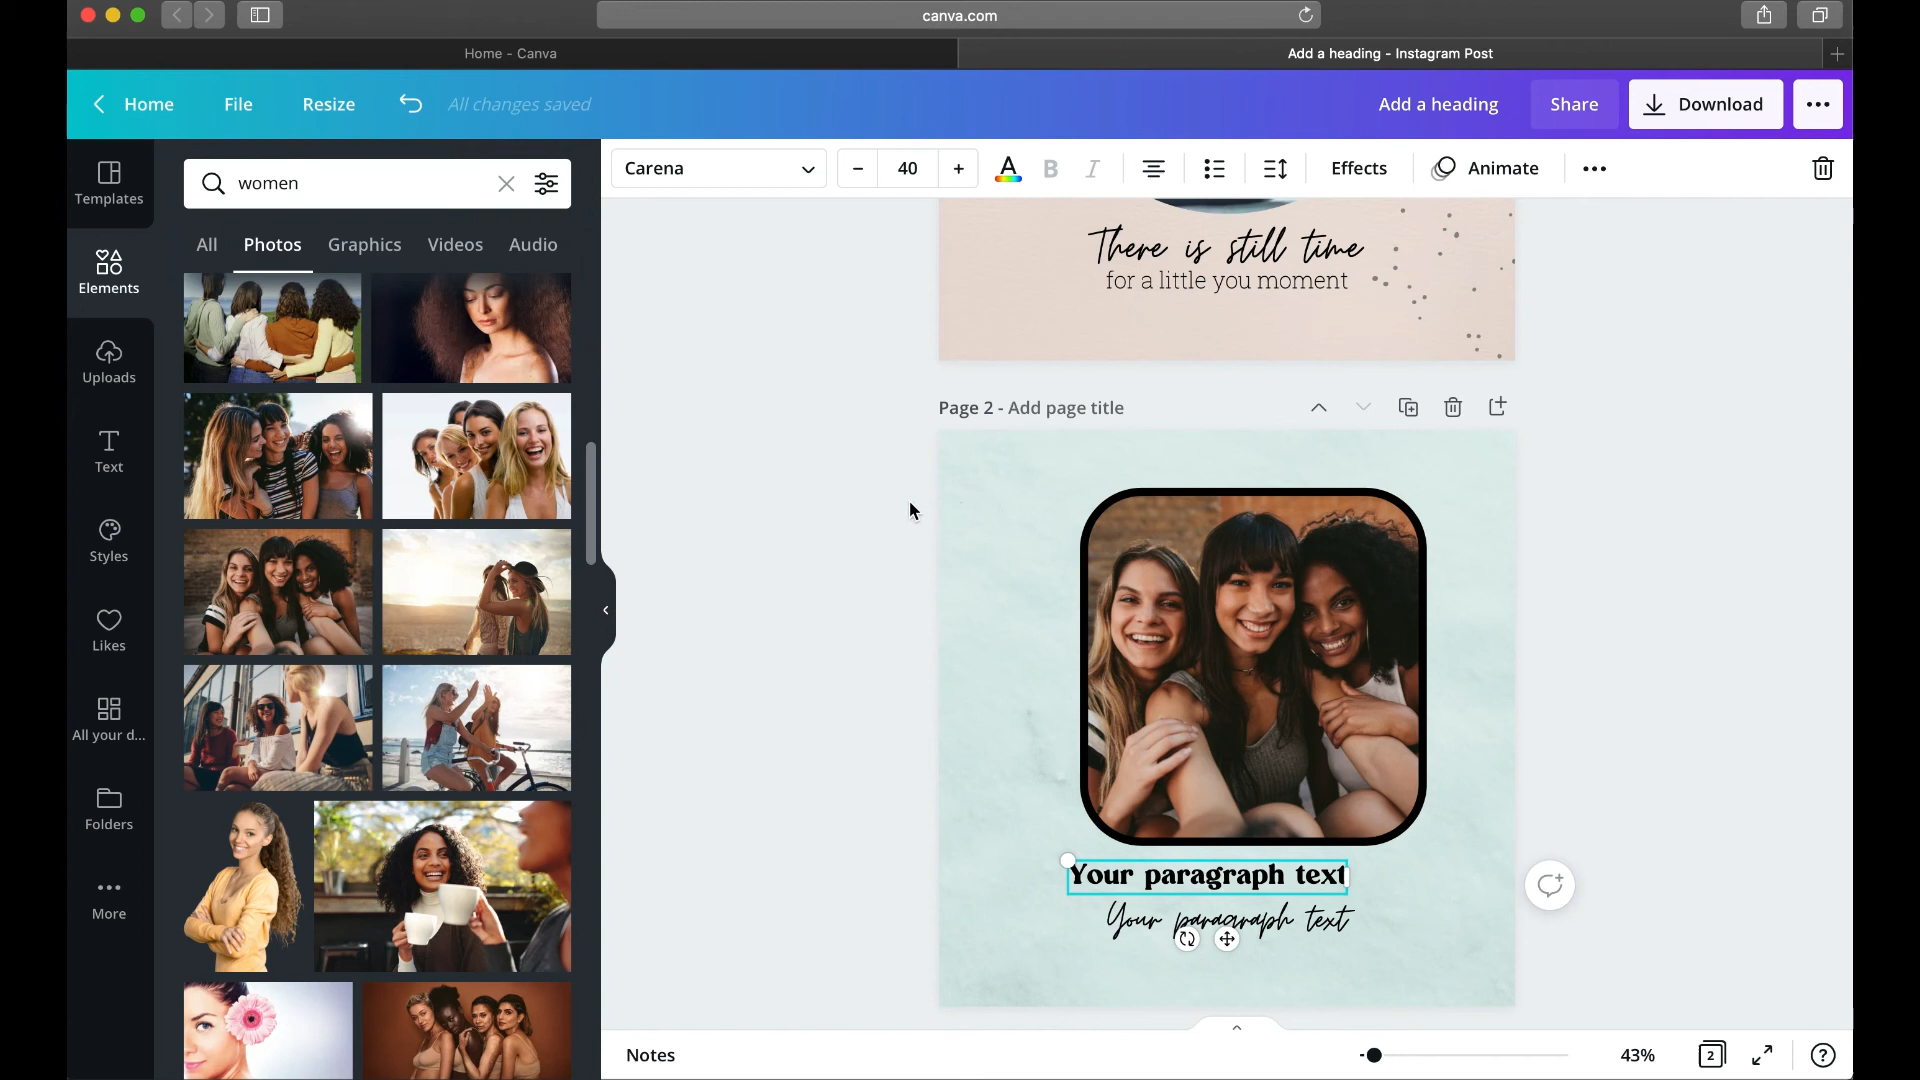 canva.com
Home - Canva
Add a heading - Instagram Post
Home
File
Resize
All changes saved
Add a heading
Share
Download
Templates
Elements
Uploads
Text
Styles
Likes
All your d...
Folders
More
women
All
Photos
Graphics
Videos
Audio
Carena
- 40 +
A
B
I
Effects
Animate
There is still time
for a little you moment
Page 2 - Add page title
Your paragraph text
Your paragraph text
Notes
43%
2
?